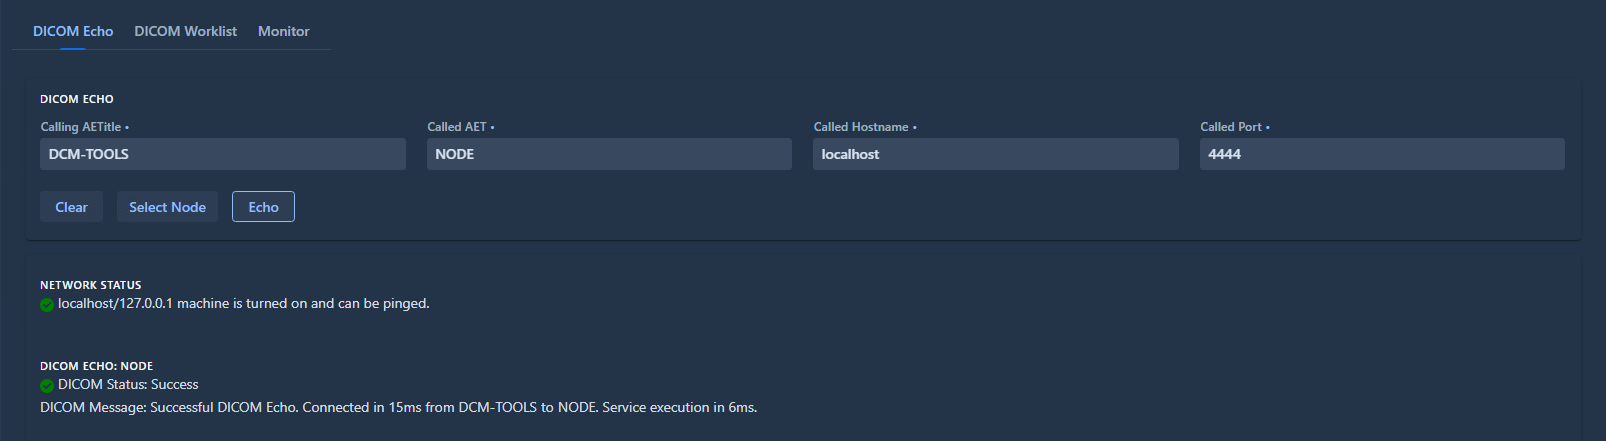 DICOM Echo DICOM Worklist Monitor
DICOM ECHO
Calling AETitle • Called AET • Called Hostname • Called Port •
DCM-TOOLS NODE localhost 4444
Clear Select Node Echo
NETWORK STATUS
localhost/127.0.0.1 machine is turned on and can be pinged.
DICOM ECHO: NODE
DICOM Status: Success
DICOM Message: Successful DICOM Echo. Connected in 15ms from DCM-TOOLS to NODE. Service execution in 6ms.